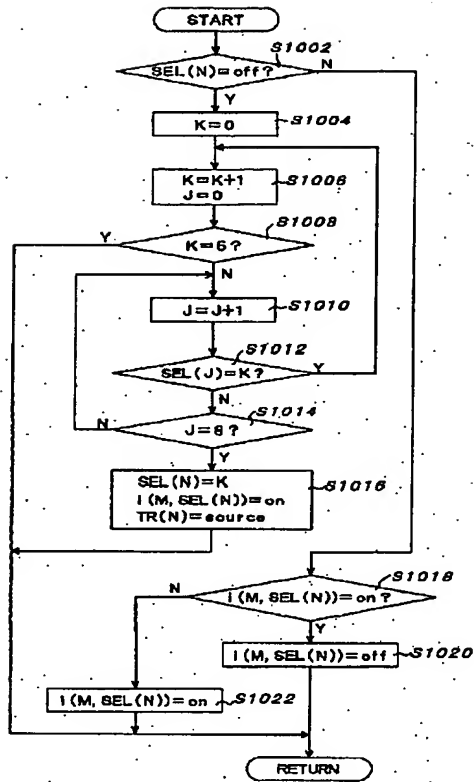 START
S1002
SEL(N)=off?
N
Y
K=0
S1004
K=K+1
J=0
S1006
S1008
Y
K=6?
N
J=J+1
S1010
S1012
SEL(J)=K?
Y
N
S1014
N
J=8?
Y
SEL(N)=K
I(M, SEL(N))=on
TR(N)=source
S1016
S1018
N
I(M, SEL(N))=on?
Y
I(M, SEL(N))=off
S1020
I(M, SEL(N))=on
S1022
RETURN